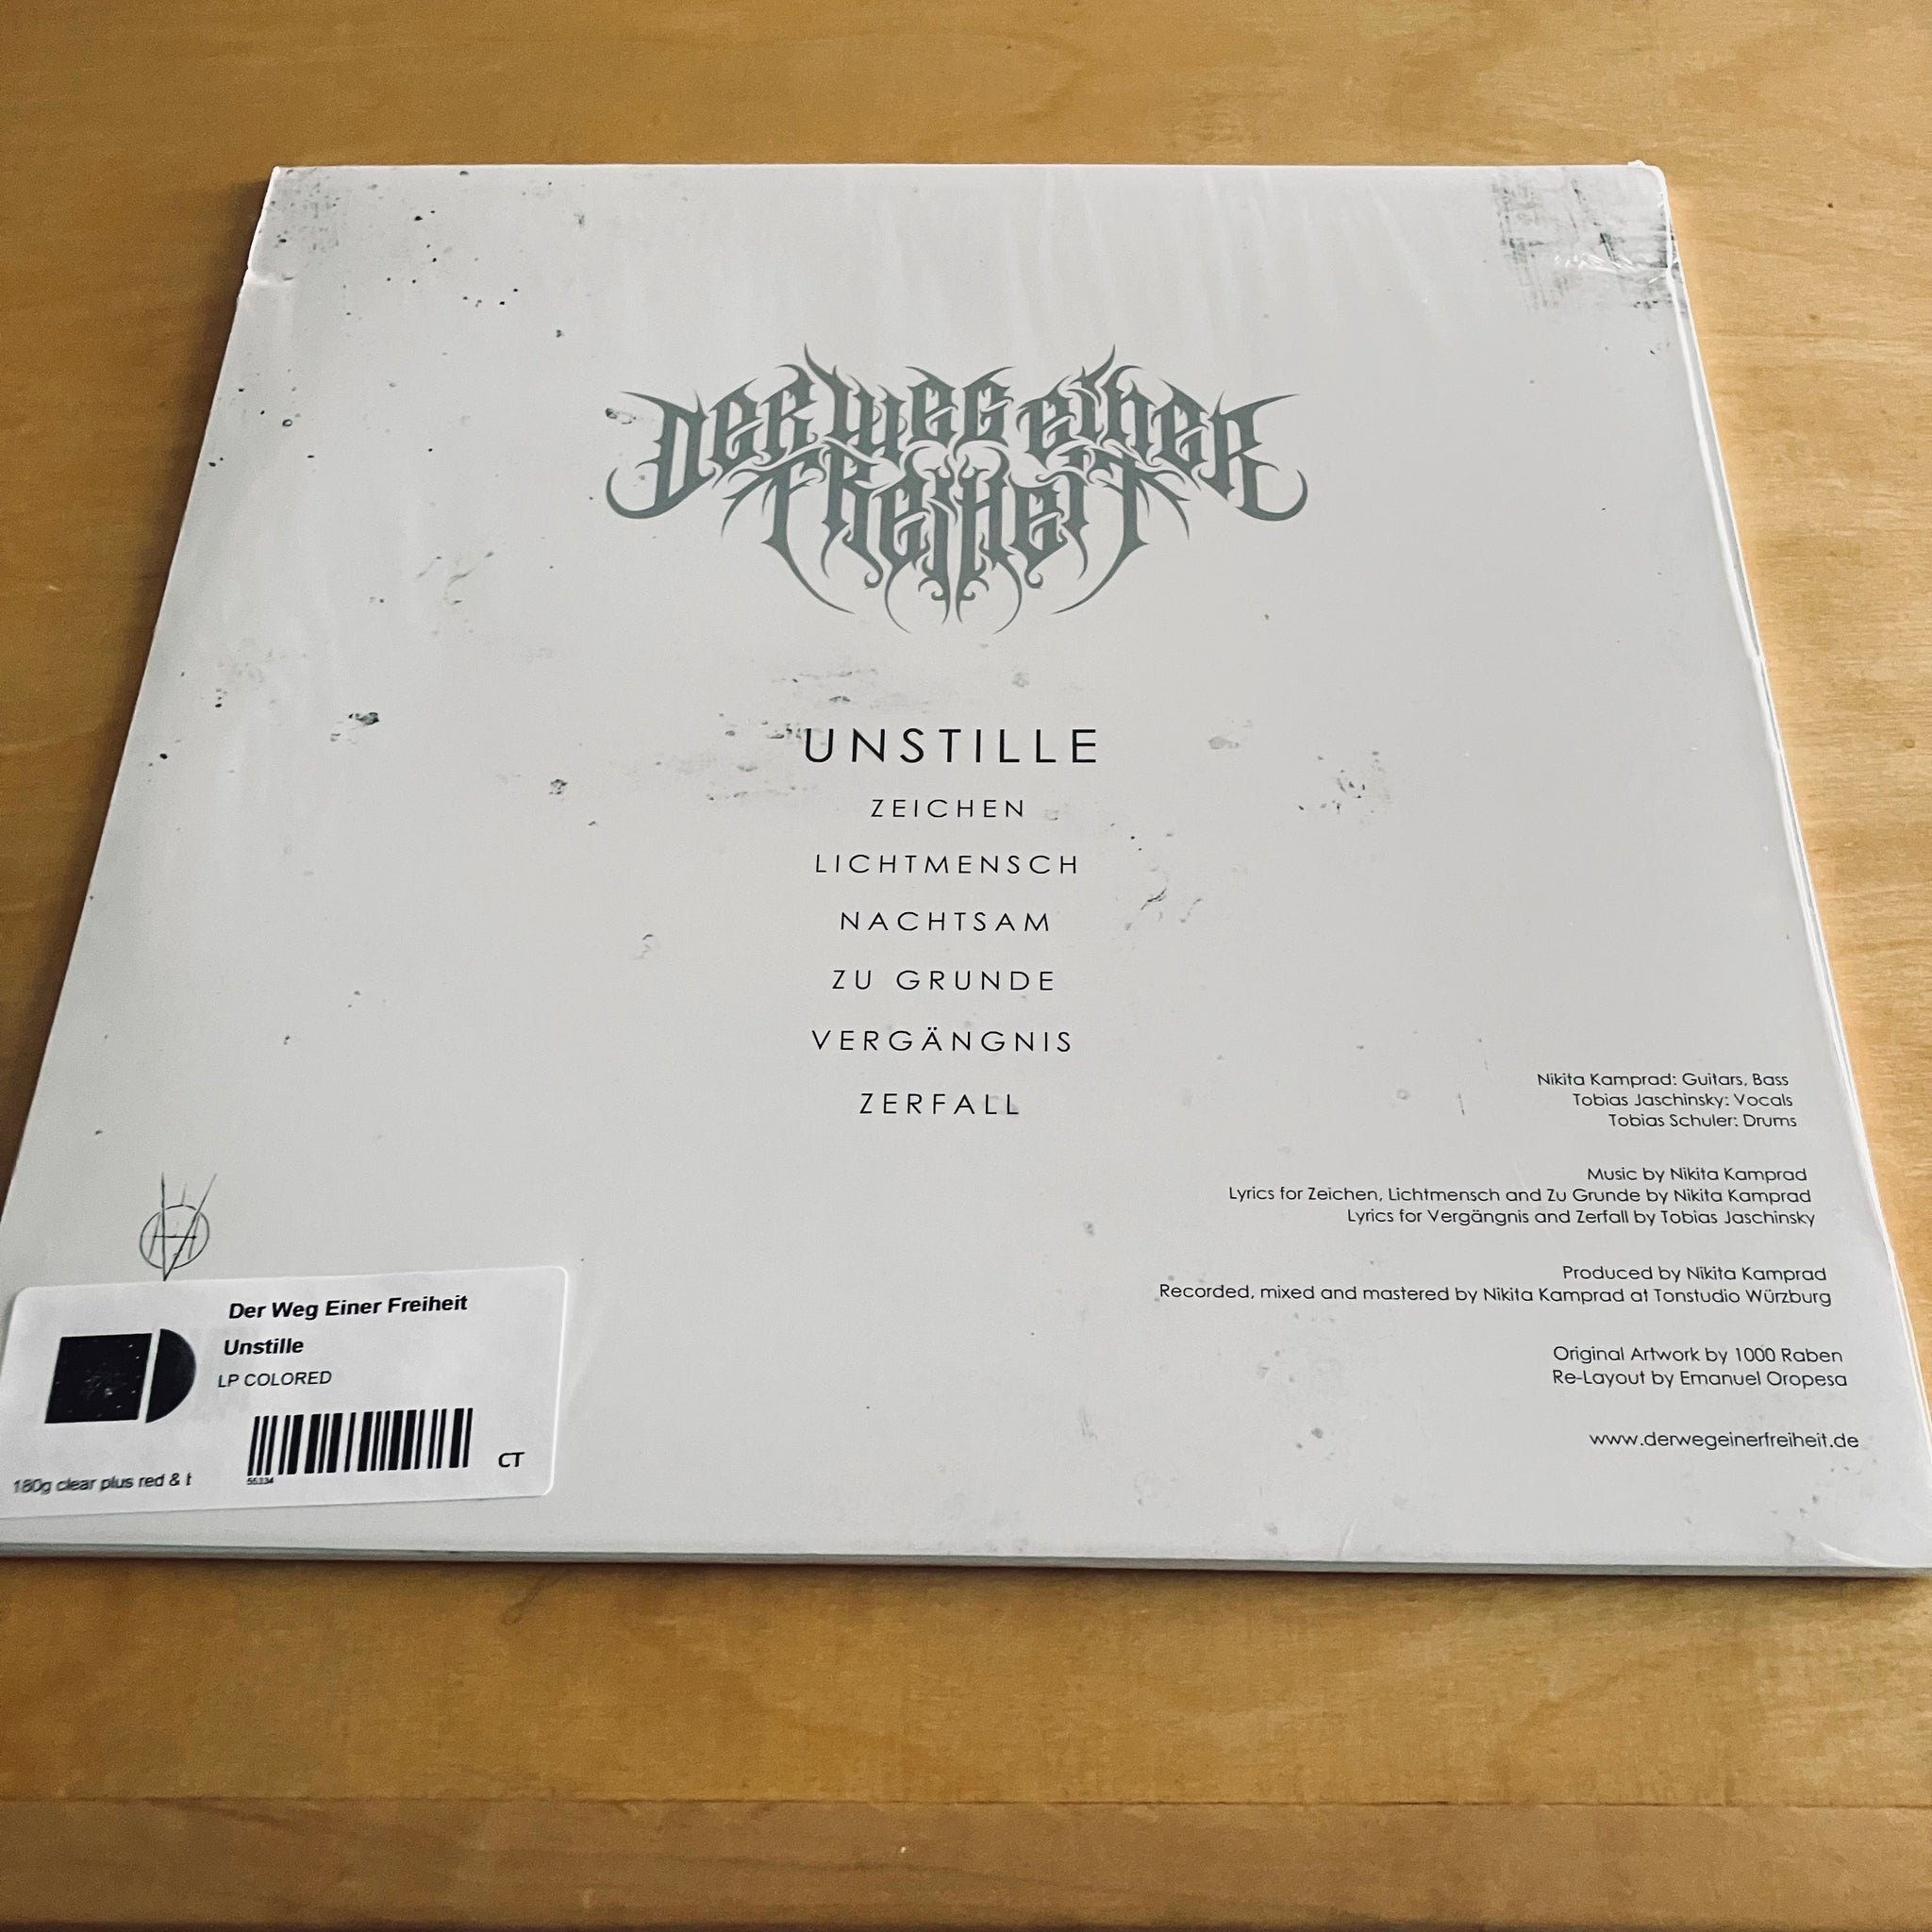 DER WEG EINER
FREIHEIT
UNSTILLE
ZEICHEN
LICHTMENSCH
NACHTSAM
ZU GRUNDE
VERGÄNGNIS
ZERFALL
Nikita Kamprad: Guitars, Bass
Tobias Jaschinsky: Vocals
Tobias Schuler: Drums
Music by Nikita Kamprad
Lyrics for Zeichen, Lichtmensch and Zu Grunde by Nikita Kamprad
Lyrics for Vergängnis and Zerfall by Tobias Jaschinsky
Produced by Nikita Kamprad
Recorded, mixed and mastered by Nikita Kamprad at Tonstudio Würzburg
Original Artwork by 1000 Raben
Re-Layout by Emanuel Oropesa
www.derwegeinerfreiheit.de
Der Weg Einer Freiheit
Unstille
LP COLORED
CT
55334
180g clear plus red & t